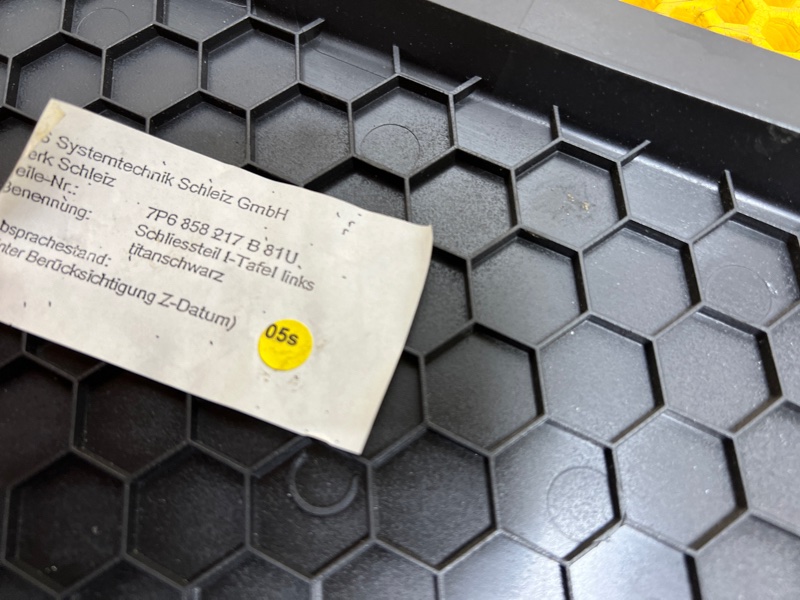 Systemtechnik Schleiz GmbH
erk Schleiz
eile-Nr.: 7P6 858 217 B 81U
Benennung: Schliessteil I-Tafel links
titanschwarz
bsprachestand:
nter Berücksichtigung Z-Datum)
05s